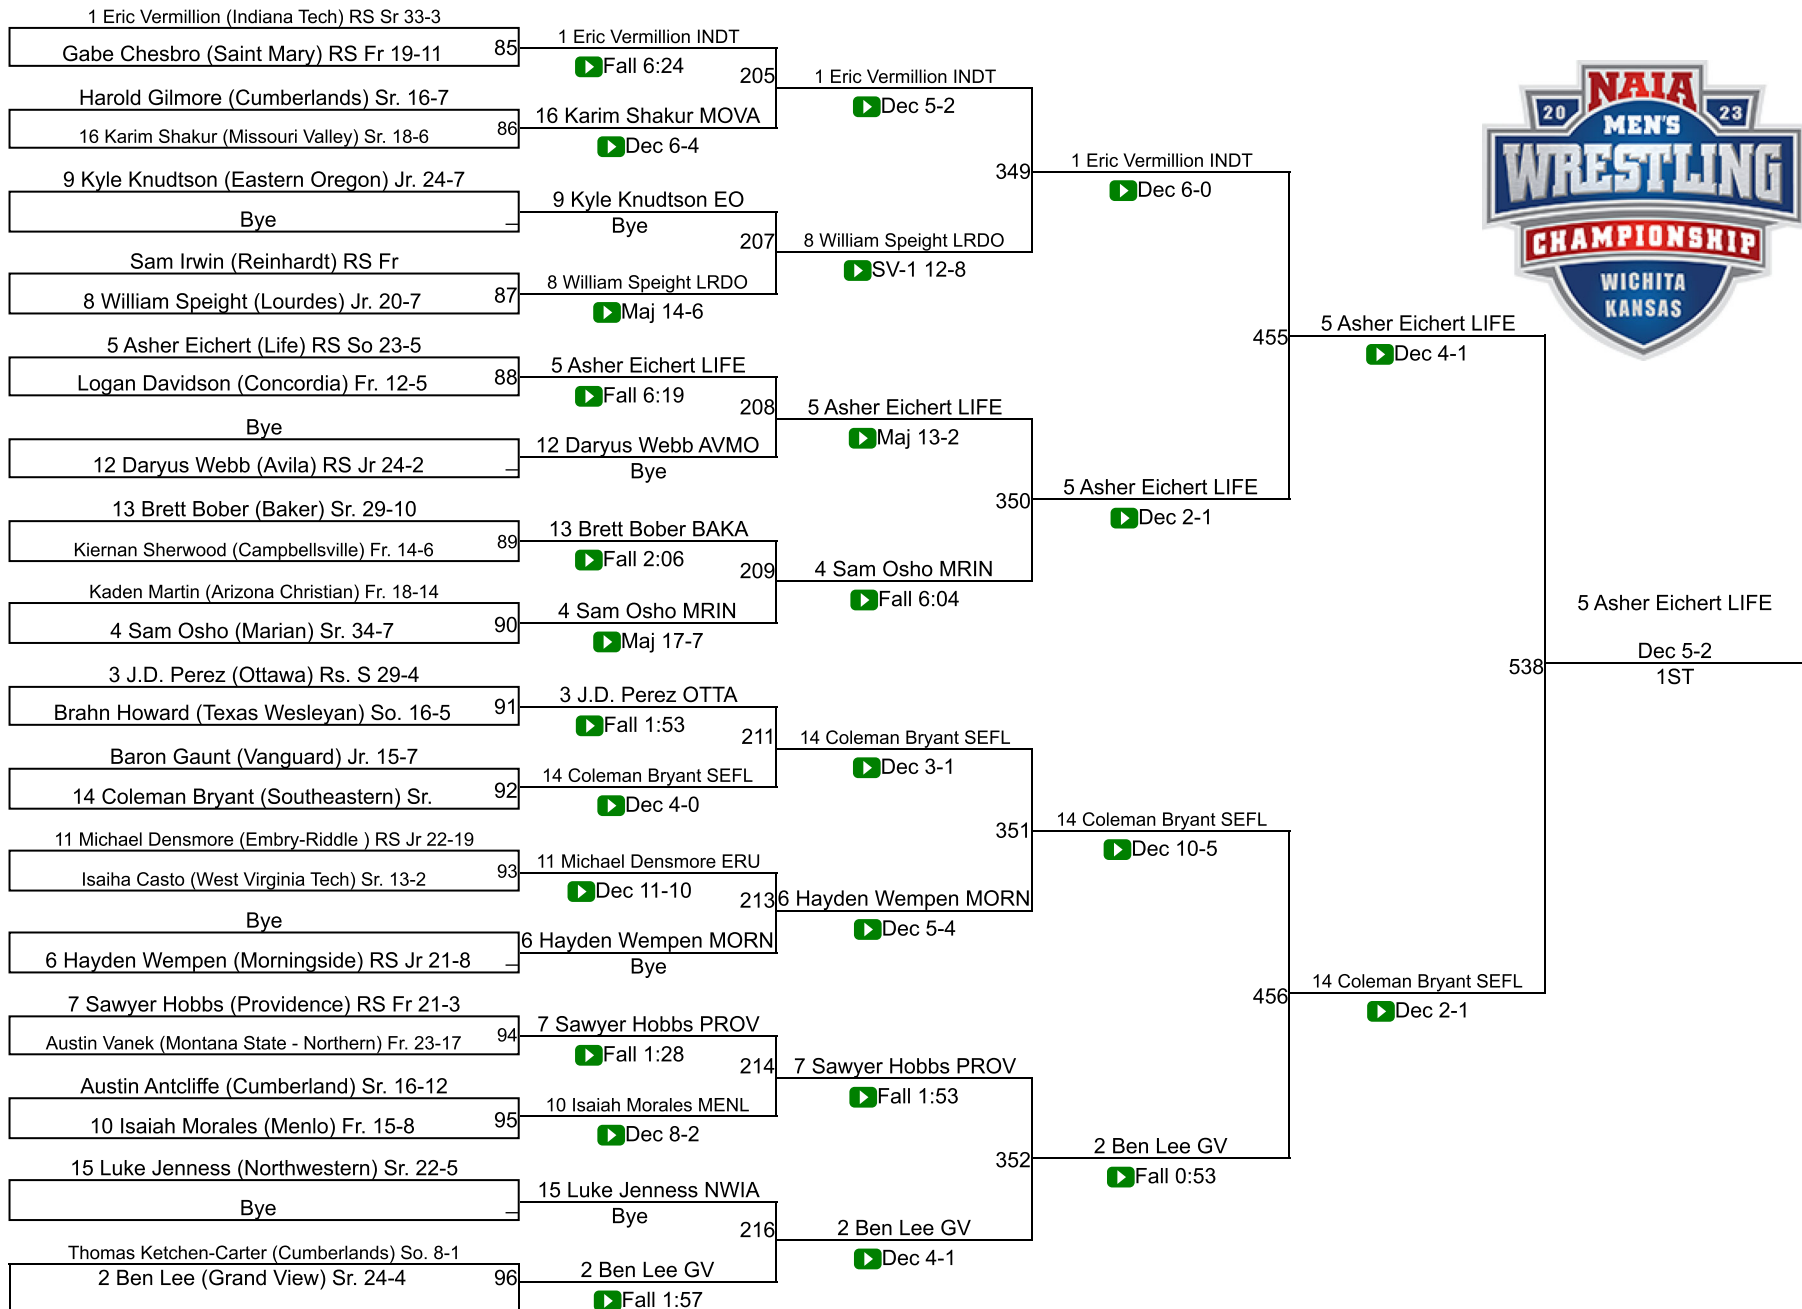 1 Eric Vermillion (Indiana Tech) RS Sr 33-3
Gabe Chesbro (Saint Mary) RS Fr 19-11
85
Harold Gilmore (Cumberlands) Sr. 16-7
16 Karim Shakur (Missouri Valley) Sr. 18-6
86
9 Kyle Knudtson (Eastern Oregon) Jr. 24-7
Bye
_
Sam Irwin (Reinhardt) RS Fr
8 William Speight (Lourdes) Jr. 20-7
87
5 Asher Eichert (Life) RS So 23-5
Logan Davidson (Concordia) Fr. 12-5
88
Bye
12 Daryus Webb (Avila) RS Jr 24-2
_
13 Brett Bober (Baker) Sr. 29-10
Kiernan Sherwood (Campbellsville) Fr. 14-6
89
Kaden Martin (Arizona Christian) Fr. 18-14
4 Sam Osho (Marian) Sr. 34-7
90
3 J.D. Perez (Ottawa) Rs. S 29-4
Brahn Howard (Texas Wesleyan) So. 16-5
91
Baron Gaunt (Vanguard) Jr. 15-7
14 Coleman Bryant (Southeastern) Sr.
92
11 Michael Densmore (Embry-Riddle ) RS Jr 22-19
Isaiha Casto (West Virginia Tech) Sr. 13-2
93
Bye
6 Hayden Wempen (Morningside) RS Jr 21-8
_
7 Sawyer Hobbs (Providence) RS Fr 21-3
Austin Vanek (Montana State - Northern) Fr. 23-17
94
Austin Antcliffe (Cumberland) Sr. 16-12
10 Isaiah Morales (Menlo) Fr. 15-8
95
15 Luke Jenness (Northwestern) Sr. 22-5
Bye
_
Thomas Ketchen-Carter (Cumberlands) So. 8-1
2 Ben Lee (Grand View) Sr. 24-4
96
1 Eric Vermillion INDT
Fall 6:24
205
16 Karim Shakur MOVA
Dec 6-4
9 Kyle Knudtson EO
Bye
207
8 William Speight LRDO
Maj 14-6
5 Asher Eichert LIFE
Fall 6:19
208
12 Daryus Webb AVMO
Bye
13 Brett Bober BAKA
Fall 2:06
209
4 Sam Osho MRIN
Maj 17-7
3 J.D. Perez OTTA
Fall 1:53
211
14 Coleman Bryant SEFL
Dec 4-0
11 Michael Densmore ERU
Dec 11-10
213
6 Hayden Wempen MORN
Bye
7 Sawyer Hobbs PROV
Fall 1:28
214
10 Isaiah Morales MENL
Dec 8-2
15 Luke Jenness NWIA
Bye
216
2 Ben Lee GV
Fall 1:57
1 Eric Vermillion INDT
Dec 5-2
349
8 William Speight LRDO
SV-1 12-8
5 Asher Eichert LIFE
Maj 13-2
350
4 Sam Osho MRIN
Fall 6:04
14 Coleman Bryant SEFL
Dec 3-1
351
6 Hayden Wempen MORN
Dec 5-4
7 Sawyer Hobbs PROV
Fall 1:53
352
2 Ben Lee GV
Dec 4-1
1 Eric Vermillion INDT
Dec 6-0
455
5 Asher Eichert LIFE
Dec 2-1
14 Coleman Bryant SEFL
Dec 10-5
456
2 Ben Lee GV
Fall 0:53
5 Asher Eichert LIFE
Dec 4-1
538
14 Coleman Bryant SEFL
Dec 2-1
5 Asher Eichert LIFE
Dec 5-2
1ST
NAIA
20 23
MEN'S
WRESTLING
CHAMPIONSHIP
WICHITA
KANSAS